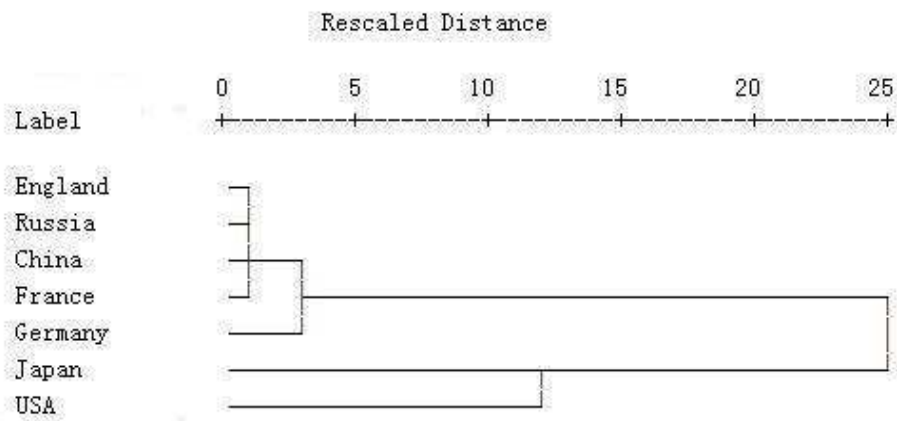 Rescaled Distance
0 5 10 15 20 25
Label
England
Russia
China
France
Germany
Japan
USA